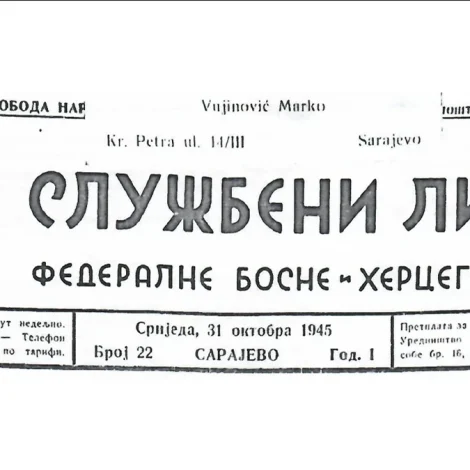 ОБОДА НАР
Vujinović Marko
Kr. Petra ul. 14/III
Sarajevo
СЛУЖБЕНИ ЛИ
ФЕДЕРАЛНЕ БОСНЕ И ХЕРЦЕГ
ут недељно.
— Телефон
по тарифи.
Сриједа, 31 октобра 1945
Број 22 САРАЈЕВО Год. I
Претплата за
Уредништво
собе бр. 16,